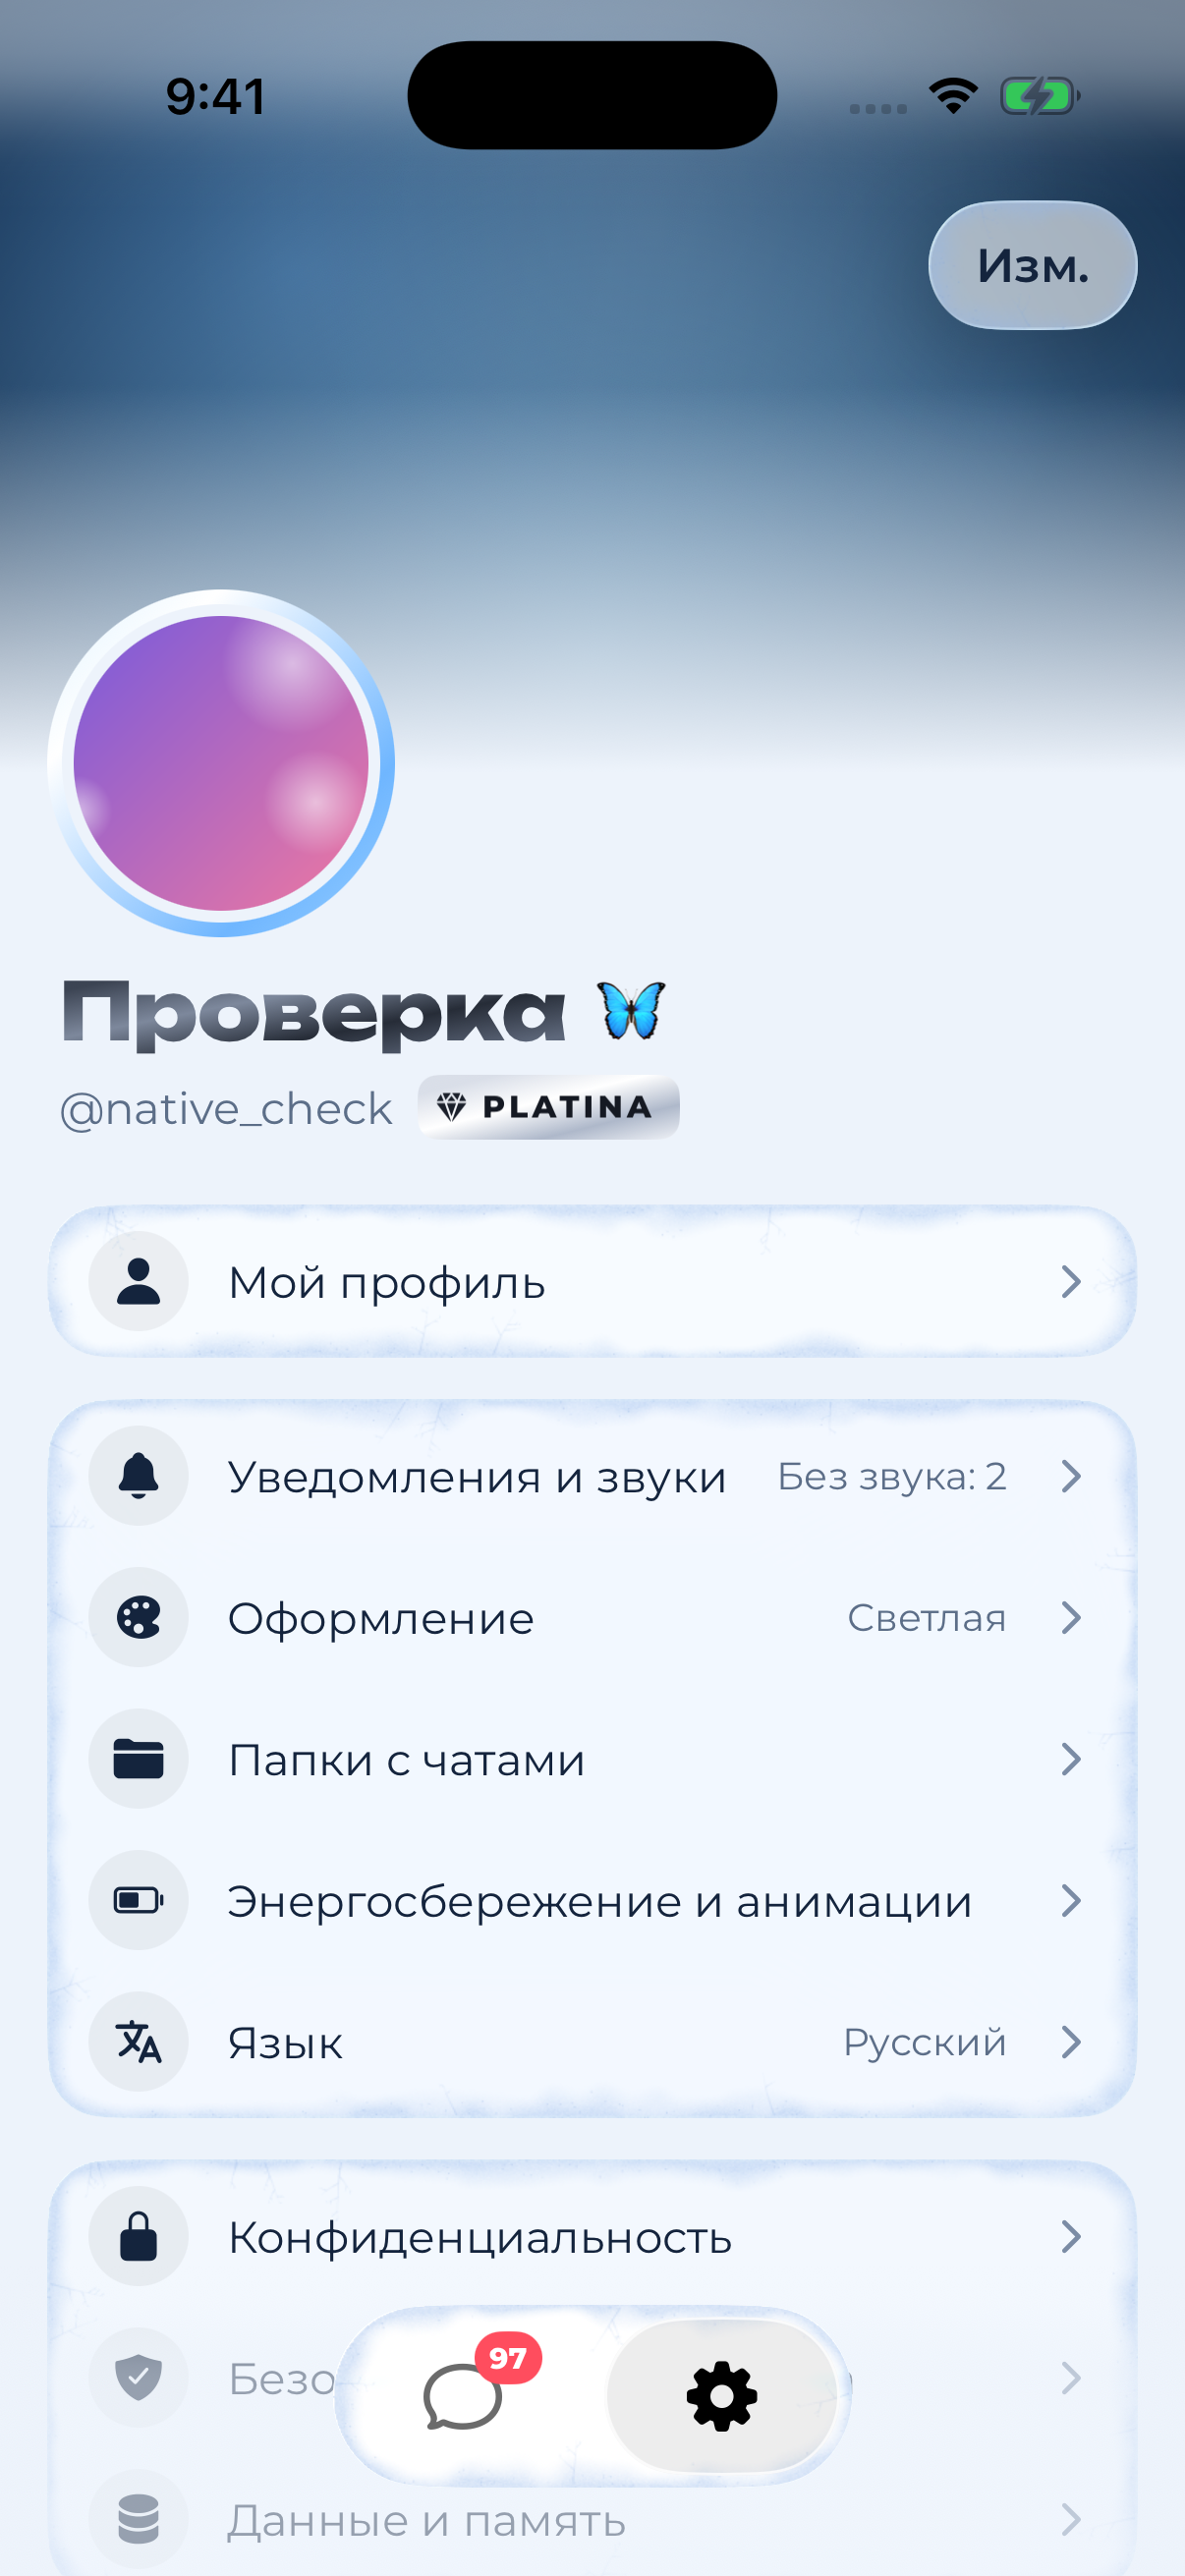 9:41
Изм.
Проверка 🦋
@native_check PLATINA
Мой профиль
Уведомления и звуки Без звука: 2
Оформление Светлая
Папки с чатами
Энергосбережение и анимации
Язык Русский
Конфиденциальность
97
Безо
Данные и память